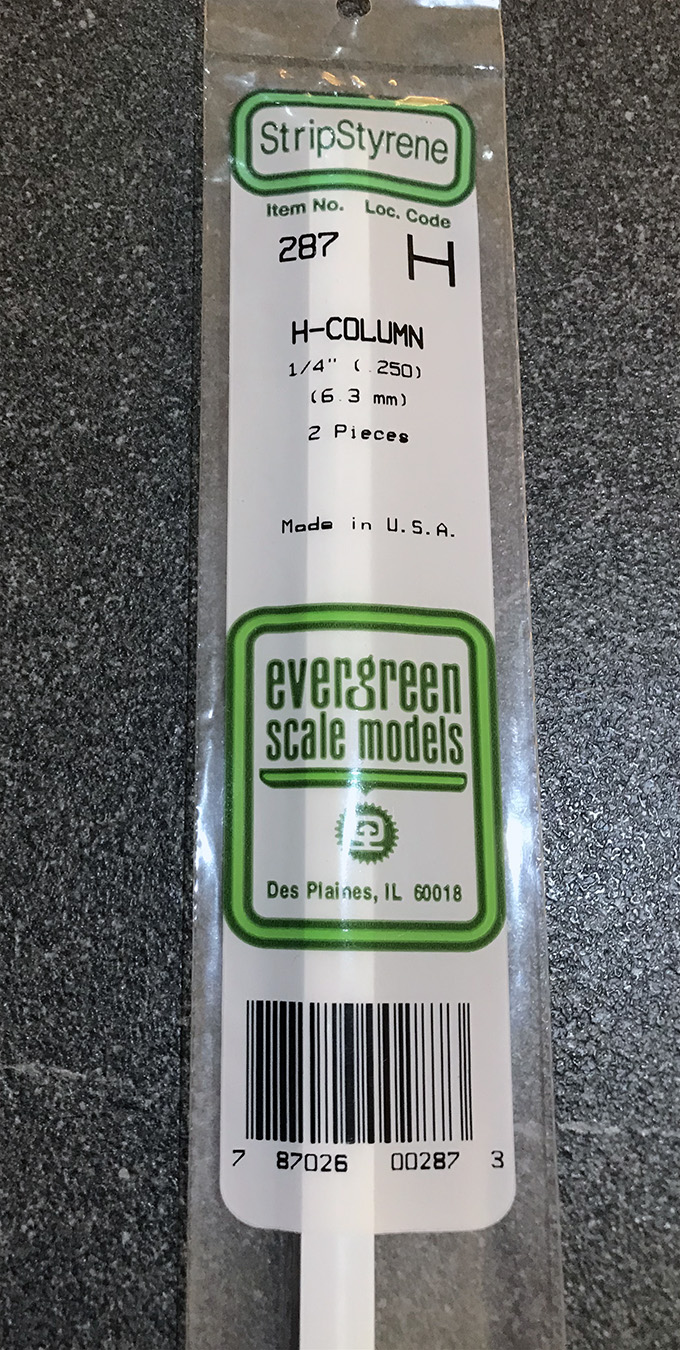 StripStyrene
Item No. Loc. Code
287 H
H-COLUMN
1/4" (.250)
(6.3 mm)
2 Pieces
Made in U.S.A.
evergreen
scale models
Des Plaines, IL 60018
7 87026 00287 3